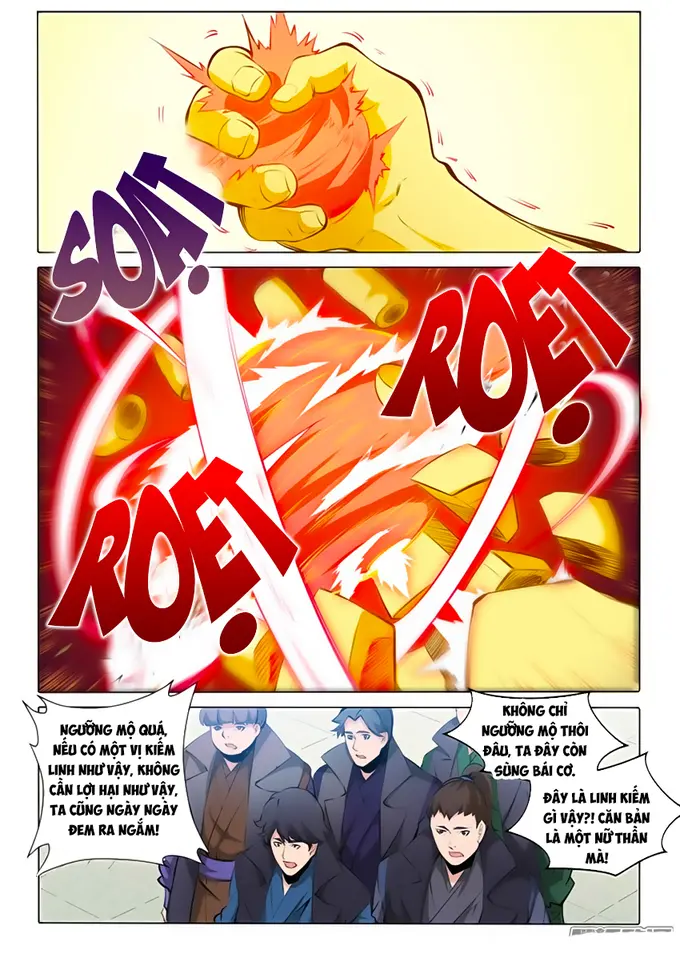 SOẠT
ROẸT
ROẸT
NGƯỠNG MỘ QUÁ,
NẾU CÓ MỘT VỊ KIẾM
LINH NHƯ VẬY, KHÔNG
CẦN LỢI HẠI NHƯ VẬY,
TA CŨNG NGÀY NGÀY
ĐEM RA NGẮM!
KHÔNG CHỈ
NGƯỠNG MỘ THÔI
ĐÂU, TA ĐÂY CÒN
SÙNG BÁI CƠ.
ĐÂY LÀ LINH KIẾM
GÌ VẬY?! CĂN BẢN
LÀ MỘT NỮ THẦN
MÀ!